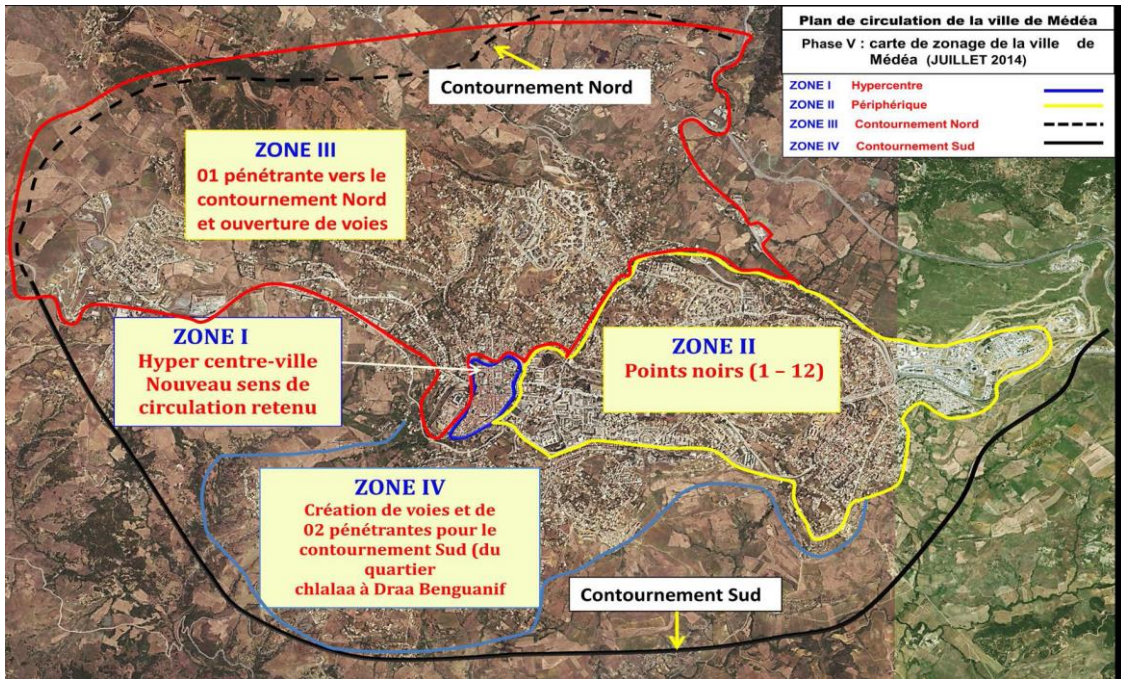 Plan de circulation de la ville de Médéa
Phase V : carte de zonage de la ville de
Médéa (JUILLET 2014)
ZONE I Hypercentre
ZONE II Périphérique
ZONE III Contournement Nord
ZONE IV Contournement Sud
Contournement Nord
ZONE III
01 pénétrante vers le
contournement Nord
et ouverture de voies
ZONE I
Hyper centre-ville
Nouveau sens de
circulation retenu
ZONE II
Points noirs (1 – 12)
ZONE IV
Création de voies et de
02 pénétrantes pour le
contournement Sud (du
quartier
chlalaa à Draa Benguanif
Contournement Sud